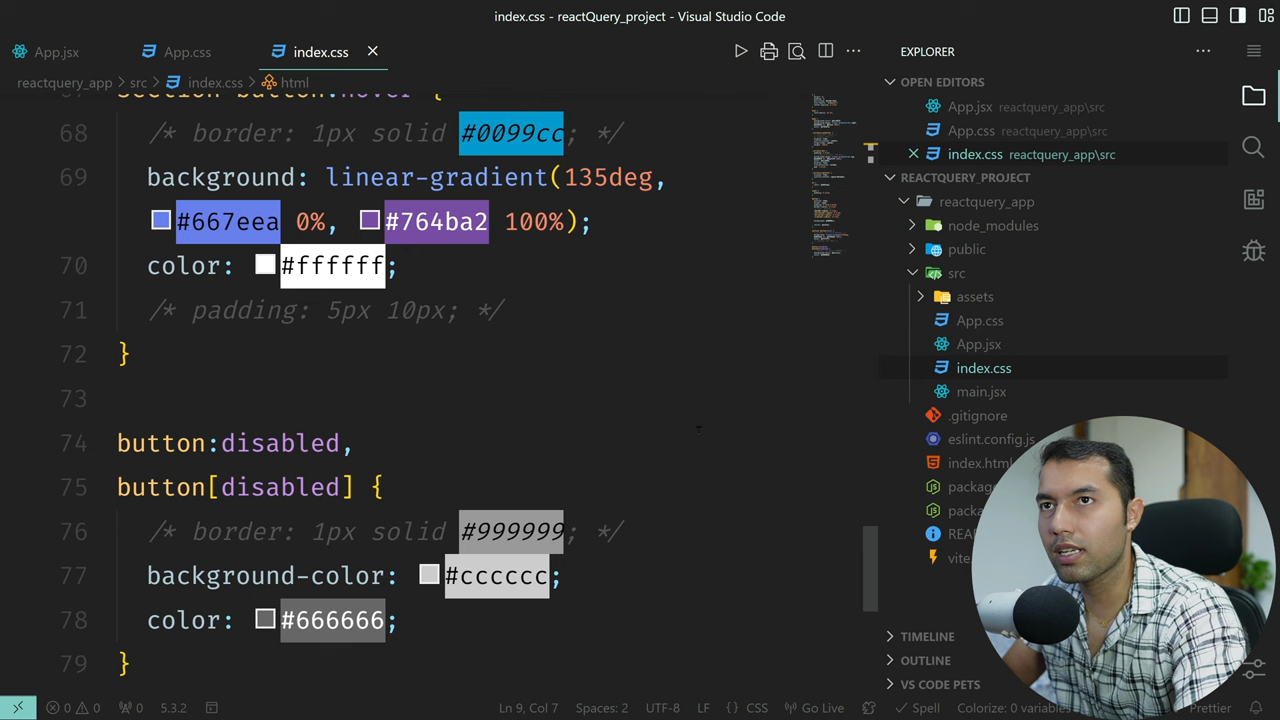 index.css - reactQuery_project - Visual Studio Code
App.jsx
App.css
index.css
reactquery_app > src > index.css > html
section button:hover {
68 /* border: 1px solid #0099cc; */
69 background: linear-gradient(135deg,
#667eea 0%, #764ba2 100%);
70 color: #ffffff;
71 /* padding: 5px 10px; */
72 }
73
74 button:disabled,
75 button[disabled] {
76 /* border: 1px solid #999999; */
77 background-color: #cccccc;
78 color: #666666;
79 }
EXPLORER
OPEN EDITORS
App.jsx reactquery_app\src
App.css reactquery_app\src
index.css reactquery_app\src
REACTQUERY_PROJECT
reactquery_app
node_modules
public
src
assets
App.css
App.jsx
index.css
main.jsx
.gitignore
eslint.config.js
index.html
TIMELINE
OUTLINE
VS CODE PETS
0 0 0 5.3.2
Ln 9, Col 7 Spaces: 2 UTF-8 LF {} CSS Go Live Spell Colorize: 0 variables Prettier